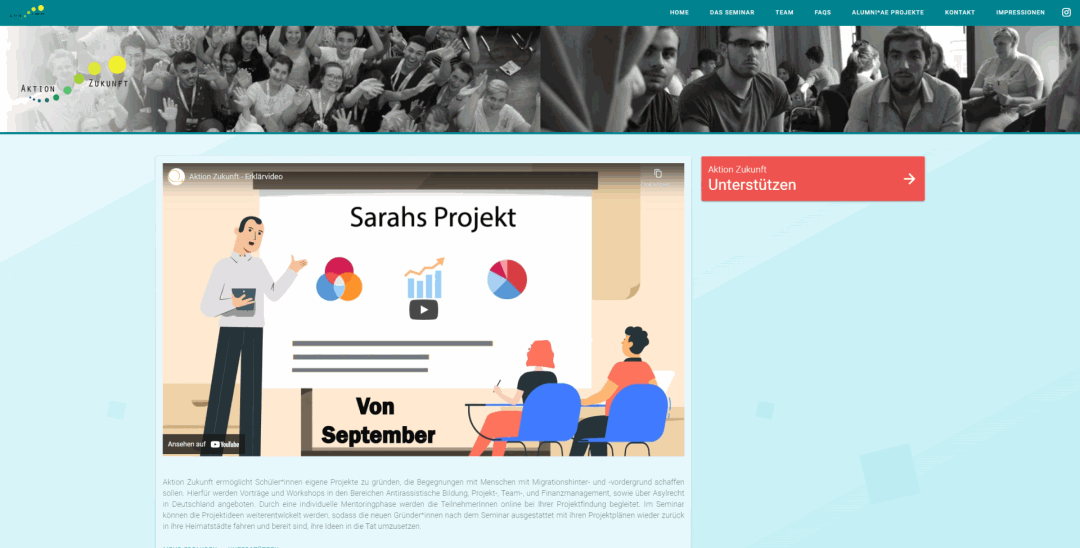 HOME DAS SEMINAR TEAM FAQS ALUMNI*AE PROJEKTE KONTAKT IMPRESSIONEN
AKTION ZUKUNFT
Aktion Zukunft - Erklärvideo
Sarahs Projekt
Von
September
Ansehen auf YouTube
Aktion Zukunft
Unterstützen
Aktion Zukunft ermöglicht Schüler*innen eigene Projekte zu gründen, die Begegnungen mit Menschen mit Migrationshinter- und -vordergrund schaffen
sollen. Hierfür werden Vorträge und Workshops in den Bereichen Antirassistische Bildung, Projekt-, Team-, und Finanzmanagement, sowie über Asylrecht
in Deutschland angeboten. Durch eine individuelle Mentoringphase werden die TeilnehmerInnen online bei Ihrer Projektfindung begleitet. Im Seminar
können die Projektideen weiterentwickelt werden, sodass die neuen Gründer*innen nach dem Seminar ausgestattet mit ihren Projektplänen wieder zurück
in ihre Heimatstädte fahren und bereit sind, ihre Ideen in die Tat umzusetzen.